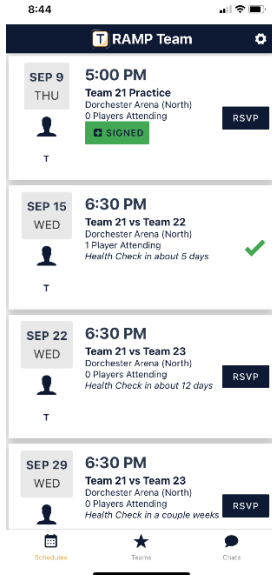 8:44
T RAMP Team
SEP 9
THU
T
5:00 PM
Team 21 Practice
Dorchester Arena (North)
0 Players Attending
SIGNED
RSVP
SEP 15
WED
T
6:30 PM
Team 21 vs Team 22
Dorchester Arena (North)
1 Player Attending
Health Check in about 5 days
SEP 22
WED
T
6:30 PM
Team 21 vs Team 23
Dorchester Arena (North)
0 Players Attending
Health Check in about 12 days
RSVP
SEP 29
WED
6:30 PM
Team 21 vs Team 23
Dorchester Arena (North)
0 Players Attending
Health Check in a couple weeks
RSVP
Schedules
Teams
Chats